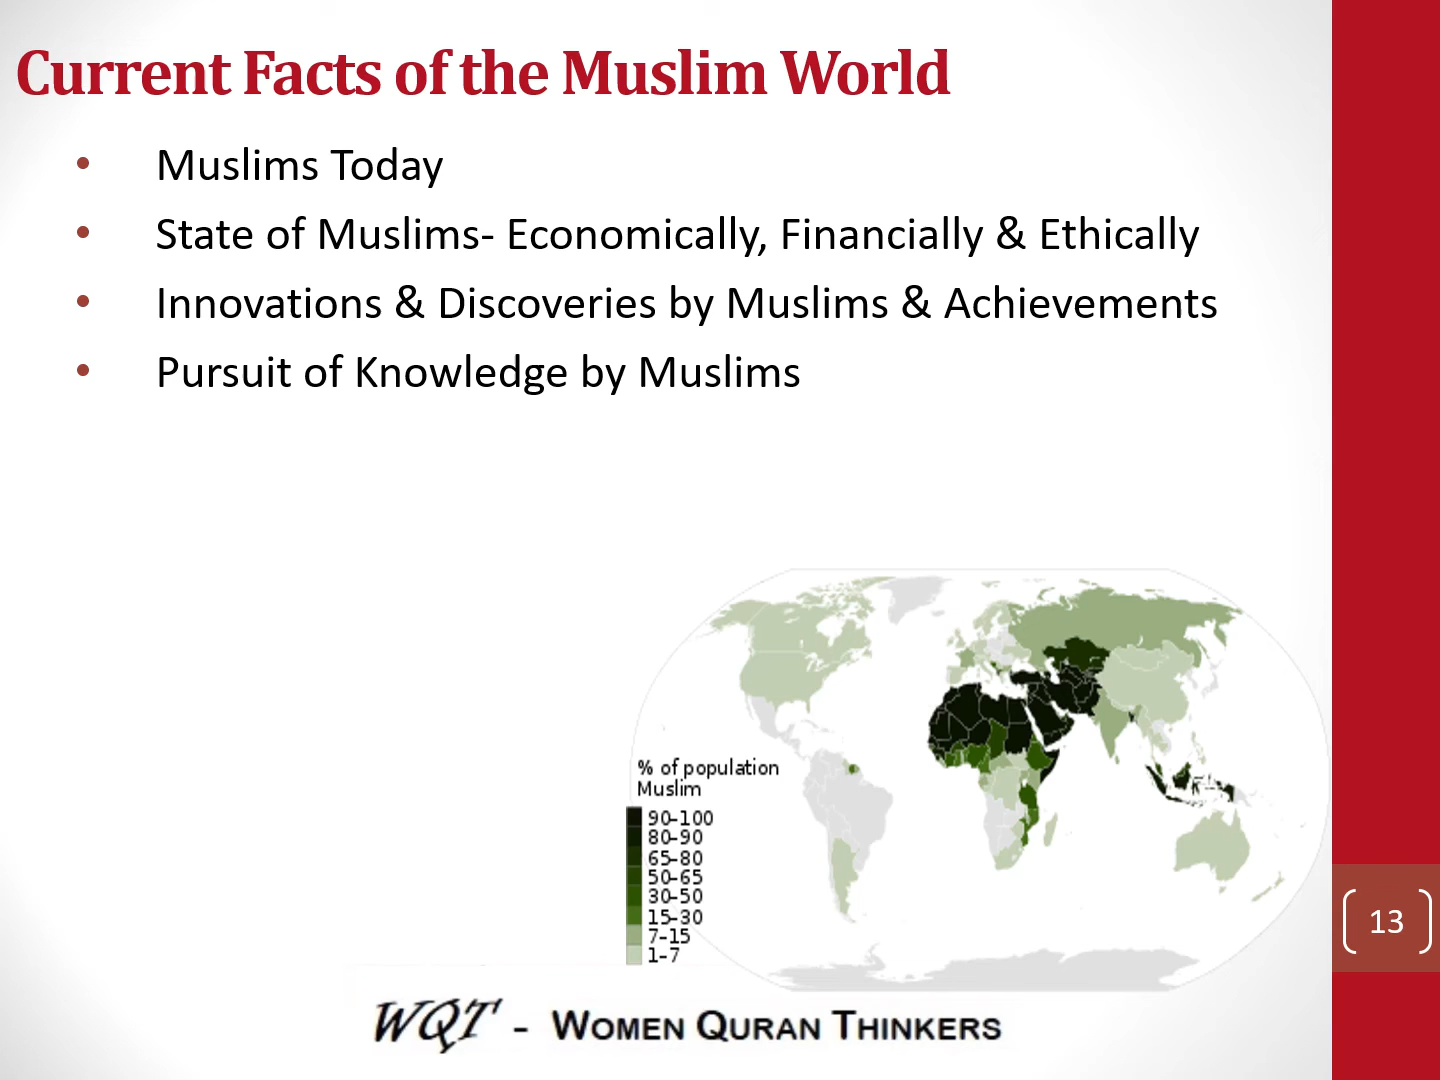 Current Facts of the Muslim World
• Muslims Today
• State of Muslims- Economically, Financially & Ethically
• Innovations & Discoveries by Muslims & Achievements
• Pursuit of Knowledge by Muslims
% of population
Muslim
90–100
80–90
65–80
50–65
30–50
15–30
7–15
1–7
13
WQT - WOMEN QURAN THINKERS